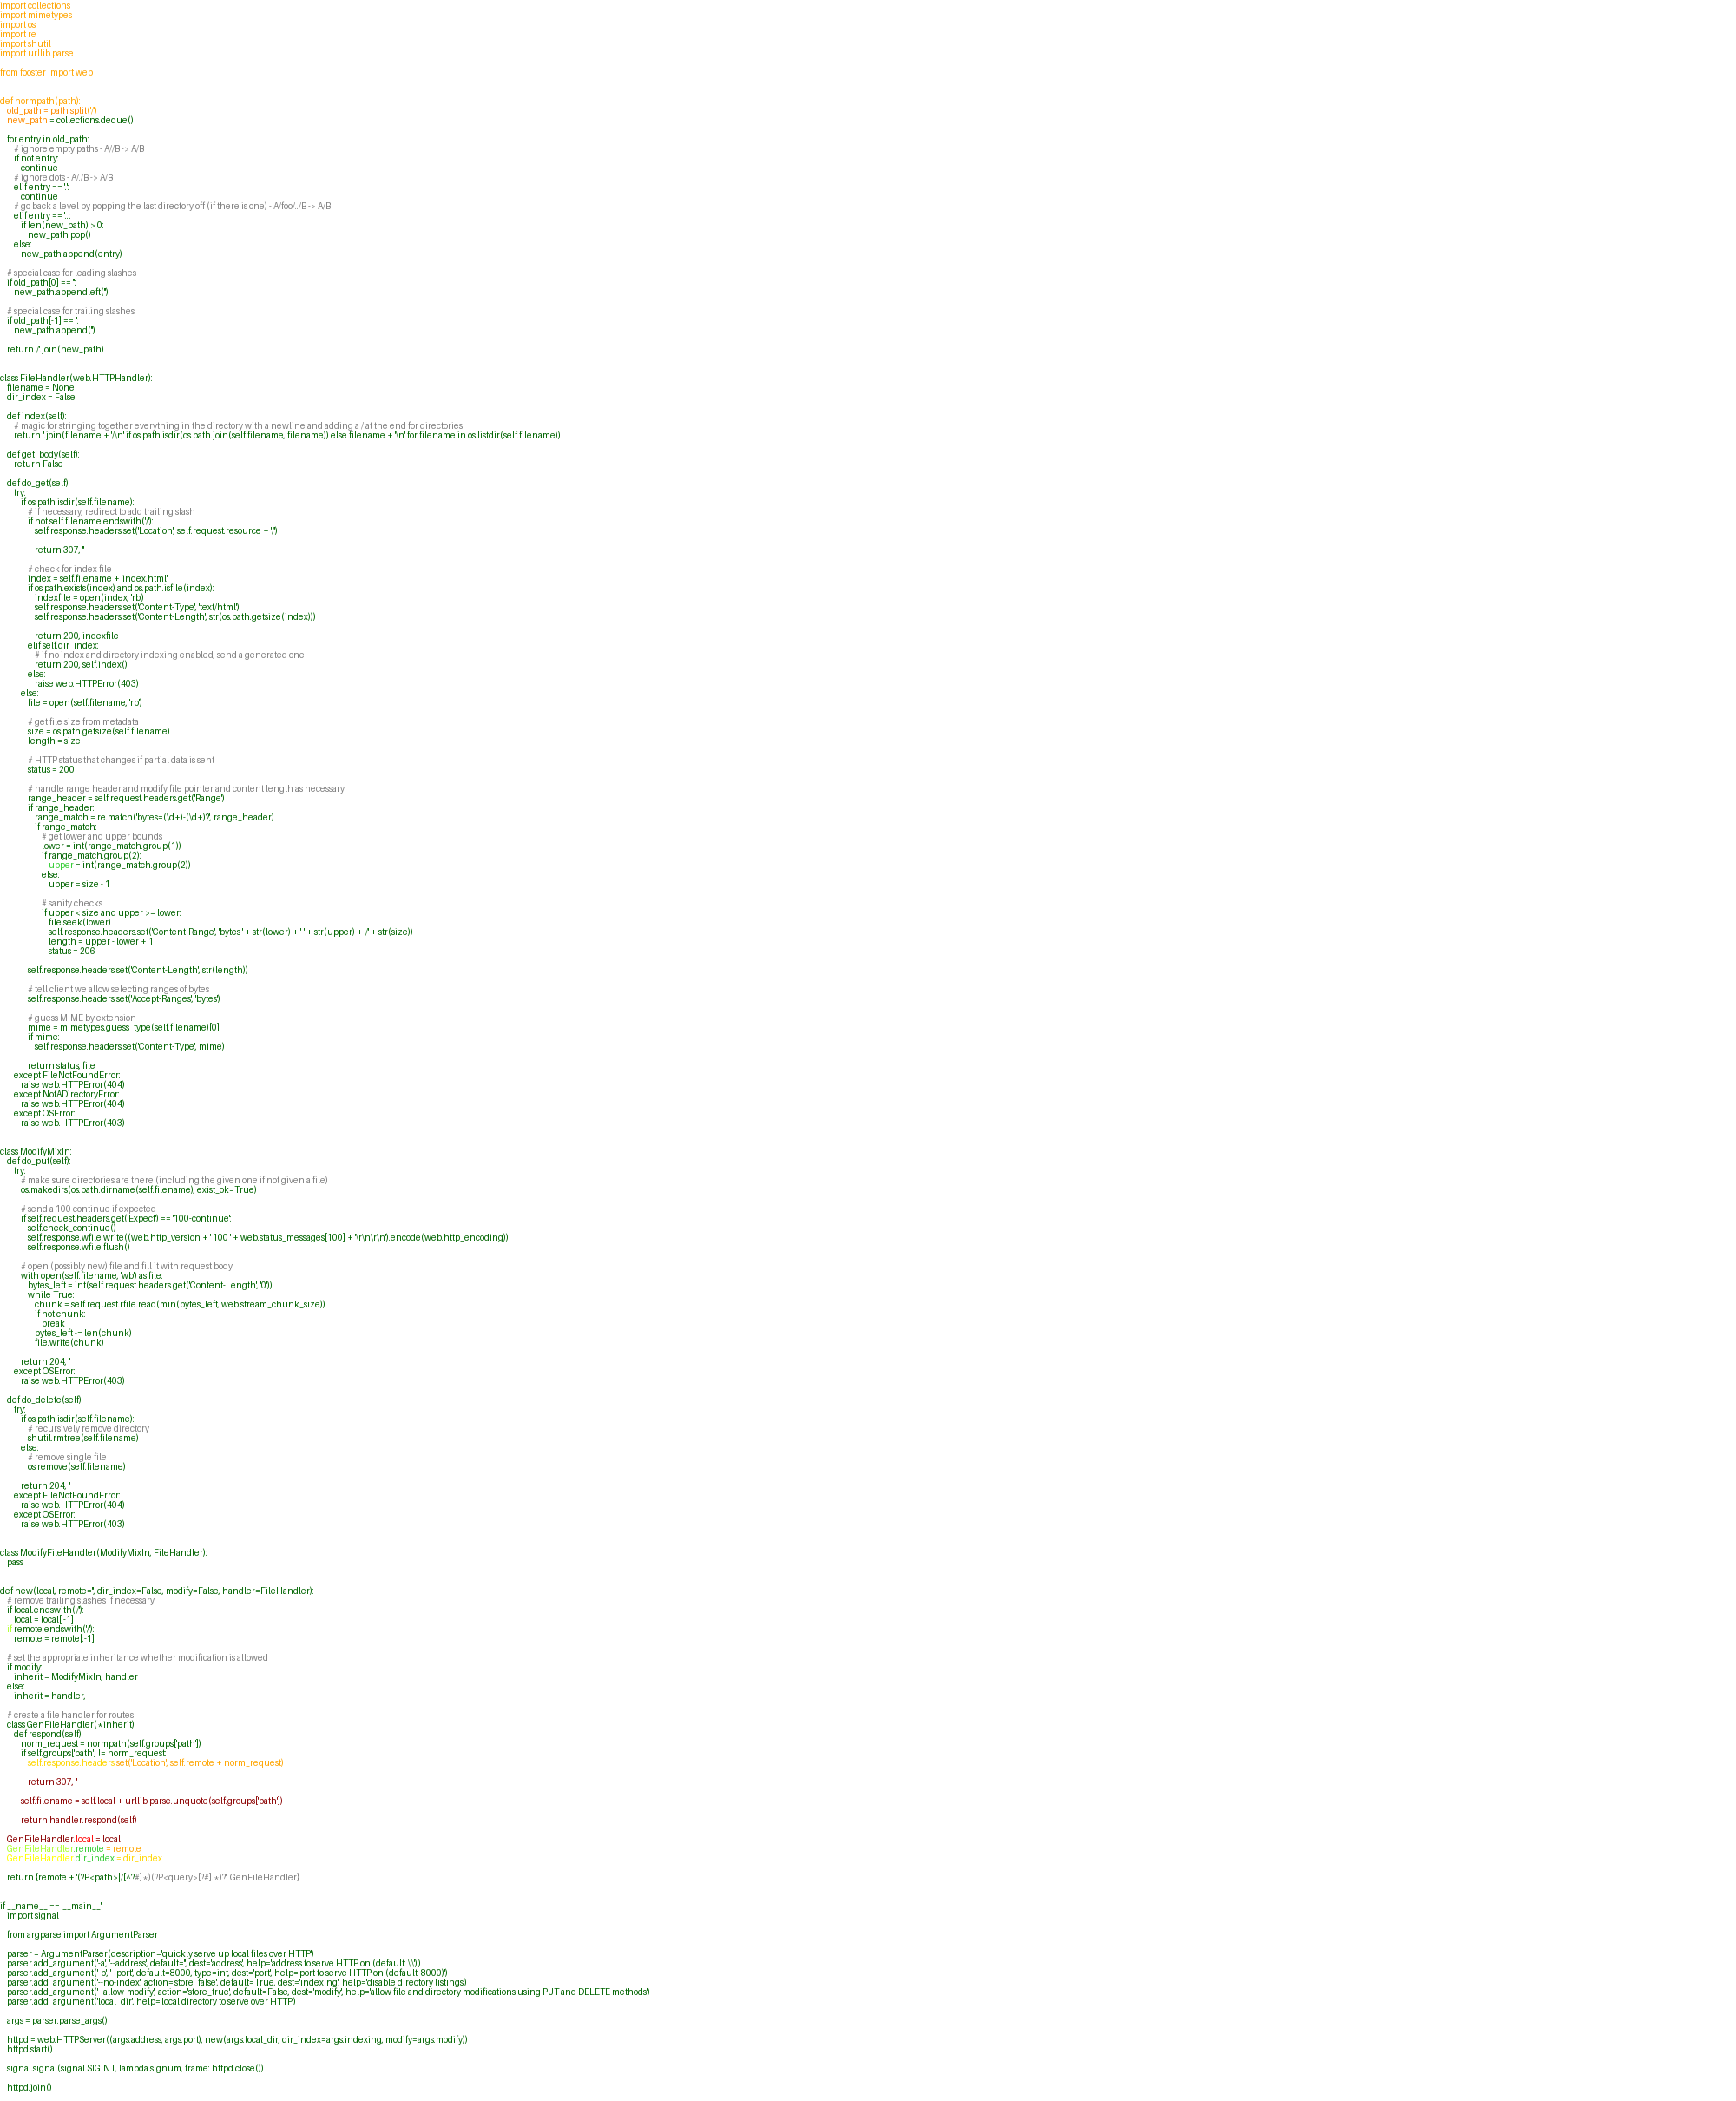 import collections
import mimetypes
import os
import re
import shutil
import urllib.parse

from fooster import web


def normpath(path):
    old_path = path.split('/')
    new_path = collections.deque()

    for entry in old_path:
        # ignore empty paths - A//B -> A/B
        if not entry:
            continue
        # ignore dots - A/./B -> A/B
        elif entry == '.':
            continue
        # go back a level by popping the last directory off (if there is one) - A/foo/../B -> A/B
        elif entry == '..':
            if len(new_path) > 0:
                new_path.pop()
        else:
            new_path.append(entry)

    # special case for leading slashes
    if old_path[0] == '':
        new_path.appendleft('')

    # special case for trailing slashes
    if old_path[-1] == '':
        new_path.append('')

    return '/'.join(new_path)


class FileHandler(web.HTTPHandler):
    filename = None
    dir_index = False

    def index(self):
        # magic for stringing together everything in the directory with a newline and adding a / at the end for directories
        return ''.join(filename + '/\n' if os.path.isdir(os.path.join(self.filename, filename)) else filename + '\n' for filename in os.listdir(self.filename))

    def get_body(self):
        return False

    def do_get(self):
        try:
            if os.path.isdir(self.filename):
                # if necessary, redirect to add trailing slash
                if not self.filename.endswith('/'):
                    self.response.headers.set('Location', self.request.resource + '/')

                    return 307, ''

                # check for index file
                index = self.filename + 'index.html'
                if os.path.exists(index) and os.path.isfile(index):
                    indexfile = open(index, 'rb')
                    self.response.headers.set('Content-Type', 'text/html')
                    self.response.headers.set('Content-Length', str(os.path.getsize(index)))

                    return 200, indexfile
                elif self.dir_index:
                    # if no index and directory indexing enabled, send a generated one
                    return 200, self.index()
                else:
                    raise web.HTTPError(403)
            else:
                file = open(self.filename, 'rb')

                # get file size from metadata
                size = os.path.getsize(self.filename)
                length = size

                # HTTP status that changes if partial data is sent
                status = 200

                # handle range header and modify file pointer and content length as necessary
                range_header = self.request.headers.get('Range')
                if range_header:
                    range_match = re.match('bytes=(\d+)-(\d+)?', range_header)
                    if range_match:
                        # get lower and upper bounds
                        lower = int(range_match.group(1))
                        if range_match.group(2):
                            upper = int(range_match.group(2))
                        else:
                            upper = size - 1

                        # sanity checks
                        if upper < size and upper >= lower:
                            file.seek(lower)
                            self.response.headers.set('Content-Range', 'bytes ' + str(lower) + '-' + str(upper) + '/' + str(size))
                            length = upper - lower + 1
                            status = 206

                self.response.headers.set('Content-Length', str(length))

                # tell client we allow selecting ranges of bytes
                self.response.headers.set('Accept-Ranges', 'bytes')

                # guess MIME by extension
                mime = mimetypes.guess_type(self.filename)[0]
                if mime:
                    self.response.headers.set('Content-Type', mime)

                return status, file
        except FileNotFoundError:
            raise web.HTTPError(404)
        except NotADirectoryError:
            raise web.HTTPError(404)
        except OSError:
            raise web.HTTPError(403)


class ModifyMixIn:
    def do_put(self):
        try:
            # make sure directories are there (including the given one if not given a file)
            os.makedirs(os.path.dirname(self.filename), exist_ok=True)

            # send a 100 continue if expected
            if self.request.headers.get('Expect') == '100-continue':
                self.check_continue()
                self.response.wfile.write((web.http_version + ' 100 ' + web.status_messages[100] + '\r\n\r\n').encode(web.http_encoding))
                self.response.wfile.flush()

            # open (possibly new) file and fill it with request body
            with open(self.filename, 'wb') as file:
                bytes_left = int(self.request.headers.get('Content-Length', '0'))
                while True:
                    chunk = self.request.rfile.read(min(bytes_left, web.stream_chunk_size))
                    if not chunk:
                        break
                    bytes_left -= len(chunk)
                    file.write(chunk)

            return 204, ''
        except OSError:
            raise web.HTTPError(403)

    def do_delete(self):
        try:
            if os.path.isdir(self.filename):
                # recursively remove directory
                shutil.rmtree(self.filename)
            else:
                # remove single file
                os.remove(self.filename)

            return 204, ''
        except FileNotFoundError:
            raise web.HTTPError(404)
        except OSError:
            raise web.HTTPError(403)


class ModifyFileHandler(ModifyMixIn, FileHandler):
    pass


def new(local, remote='', dir_index=False, modify=False, handler=FileHandler):
    # remove trailing slashes if necessary
    if local.endswith('/'):
        local = local[:-1]
    if remote.endswith('/'):
        remote = remote[:-1]

    # set the appropriate inheritance whether modification is allowed
    if modify:
        inherit = ModifyMixIn, handler
    else:
        inherit = handler,

    # create a file handler for routes
    class GenFileHandler(*inherit):
        def respond(self):
            norm_request = normpath(self.groups['path'])
            if self.groups['path'] != norm_request:
                self.response.headers.set('Location', self.remote + norm_request)

                return 307, ''

            self.filename = self.local + urllib.parse.unquote(self.groups['path'])

            return handler.respond(self)

    GenFileHandler.local = local
    GenFileHandler.remote = remote
    GenFileHandler.dir_index = dir_index

    return {remote + '(?P<path>|/[^?#]*)(?P<query>[?#].*)?': GenFileHandler}


if __name__ == '__main__':
    import signal

    from argparse import ArgumentParser

    parser = ArgumentParser(description='quickly serve up local files over HTTP')
    parser.add_argument('-a', '--address', default='', dest='address', help='address to serve HTTP on (default: \'\')')
    parser.add_argument('-p', '--port', default=8000, type=int, dest='port', help='port to serve HTTP on (default: 8000)')
    parser.add_argument('--no-index', action='store_false', default=True, dest='indexing', help='disable directory listings')
    parser.add_argument('--allow-modify', action='store_true', default=False, dest='modify', help='allow file and directory modifications using PUT and DELETE methods')
    parser.add_argument('local_dir', help='local directory to serve over HTTP')

    args = parser.parse_args()

    httpd = web.HTTPServer((args.address, args.port), new(args.local_dir, dir_index=args.indexing, modify=args.modify))
    httpd.start()

    signal.signal(signal.SIGINT, lambda signum, frame: httpd.close())

    httpd.join()